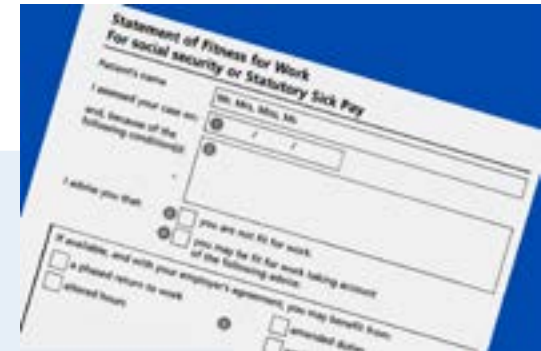 Statement of Fitness for Work
For social security or Statutory Sick Pay
Patient's name
Mr, Mrs, Miss, Ms
I assessed your case on:
/ /
and, because of the
following condition(s):
I advise you that:
you are not fit for work.
you may be fit for work taking account
of the following advice:
If available, and with your employer's agreement, you may benefit from:
a phased return to work
amended duties
altered hours